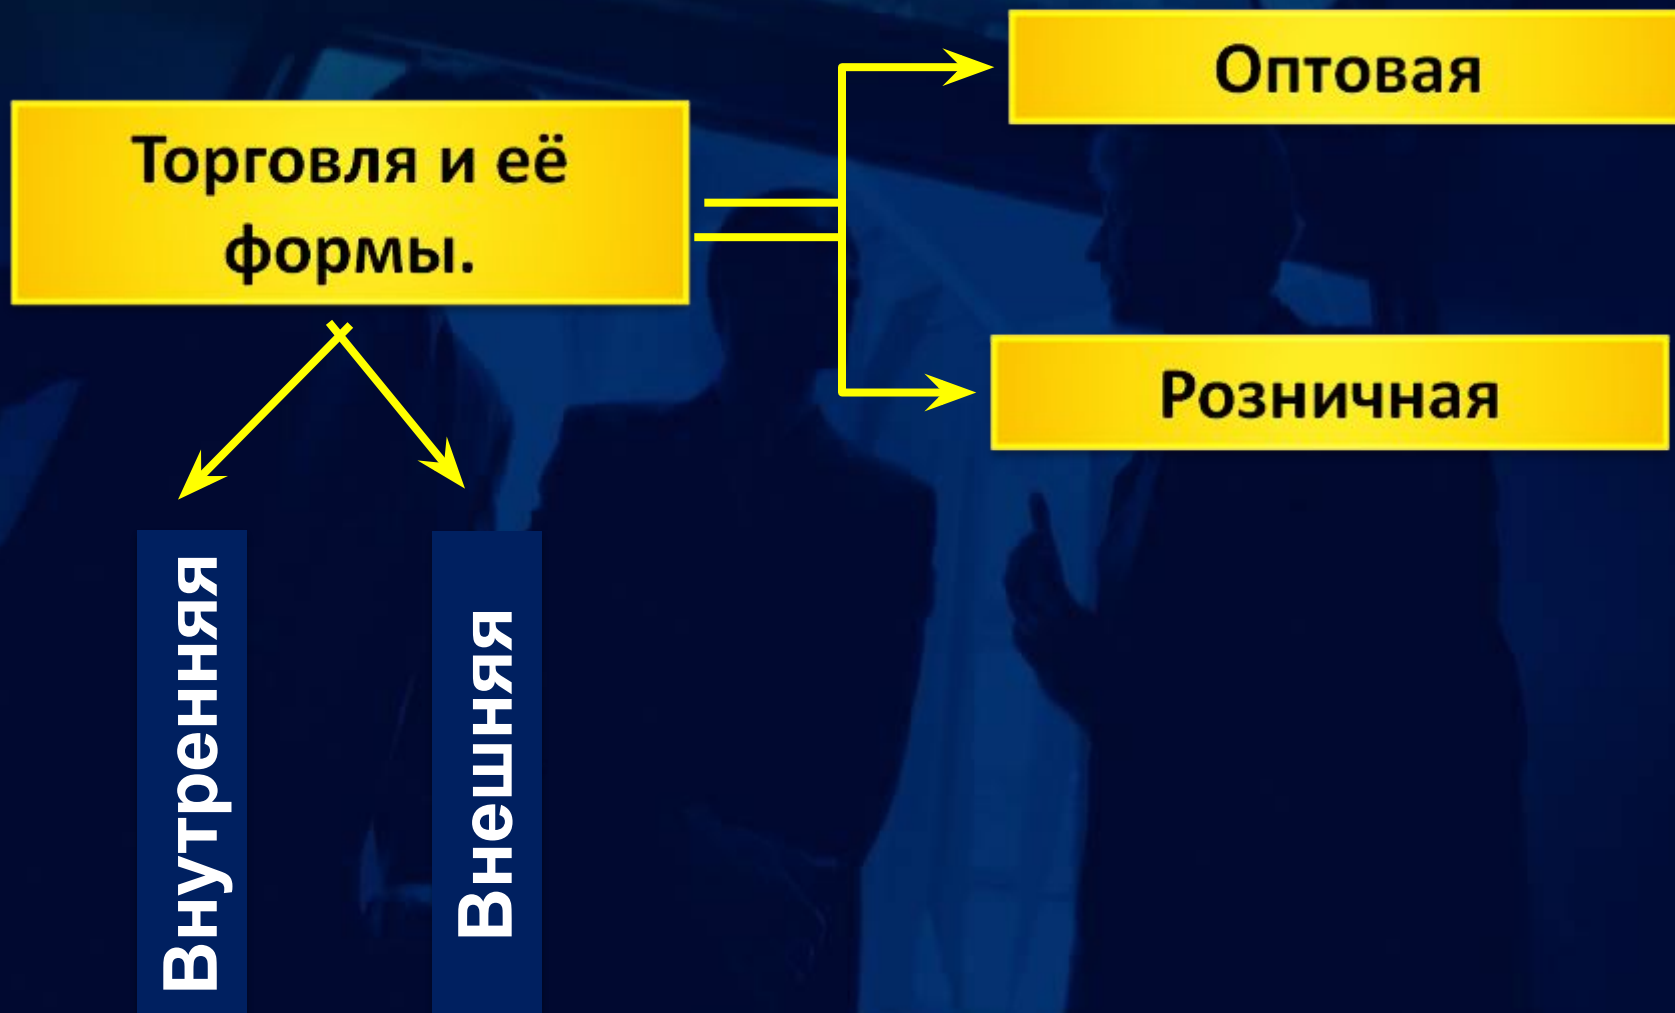 Оптовая
Торговля и её
формы.
Розничная
Внутренняя
Внешняя